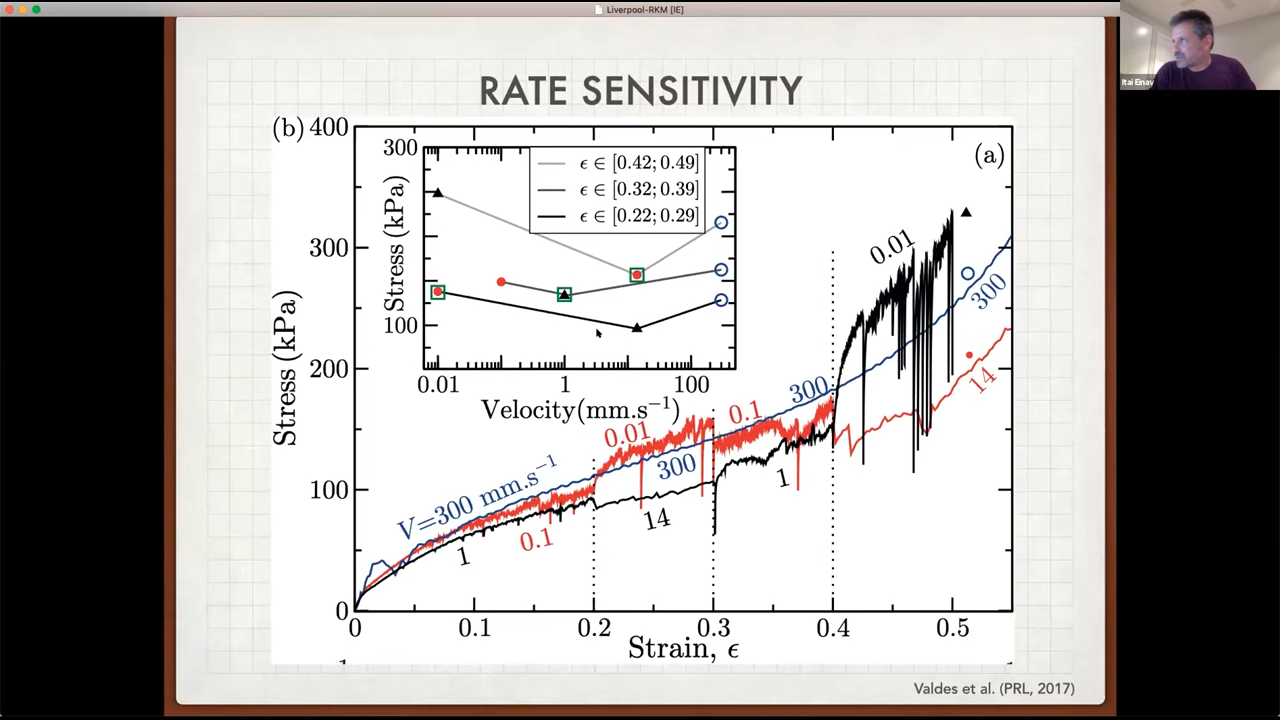 Liverpool-RKM [IE]
Itai Einav
RATE SENSITIVITY
(b)
400
300
200
100
0
Stress (kPa)
(a)
300
100
Stress (kPa)
ϵ ∈ [0.42; 0.49]
ϵ ∈ [0.32; 0.39]
ϵ ∈ [0.22; 0.29]
0.01
1
100
Velocity(mm.s⁻¹)
V=300 mm.s⁻¹
1
0.1
0.01
300
14
0.1
300
1
0.01
300
14
0
0.1
0.2
0.3
0.4
0.5
Strain, ϵ
Valdes et al. (PRL, 2017)